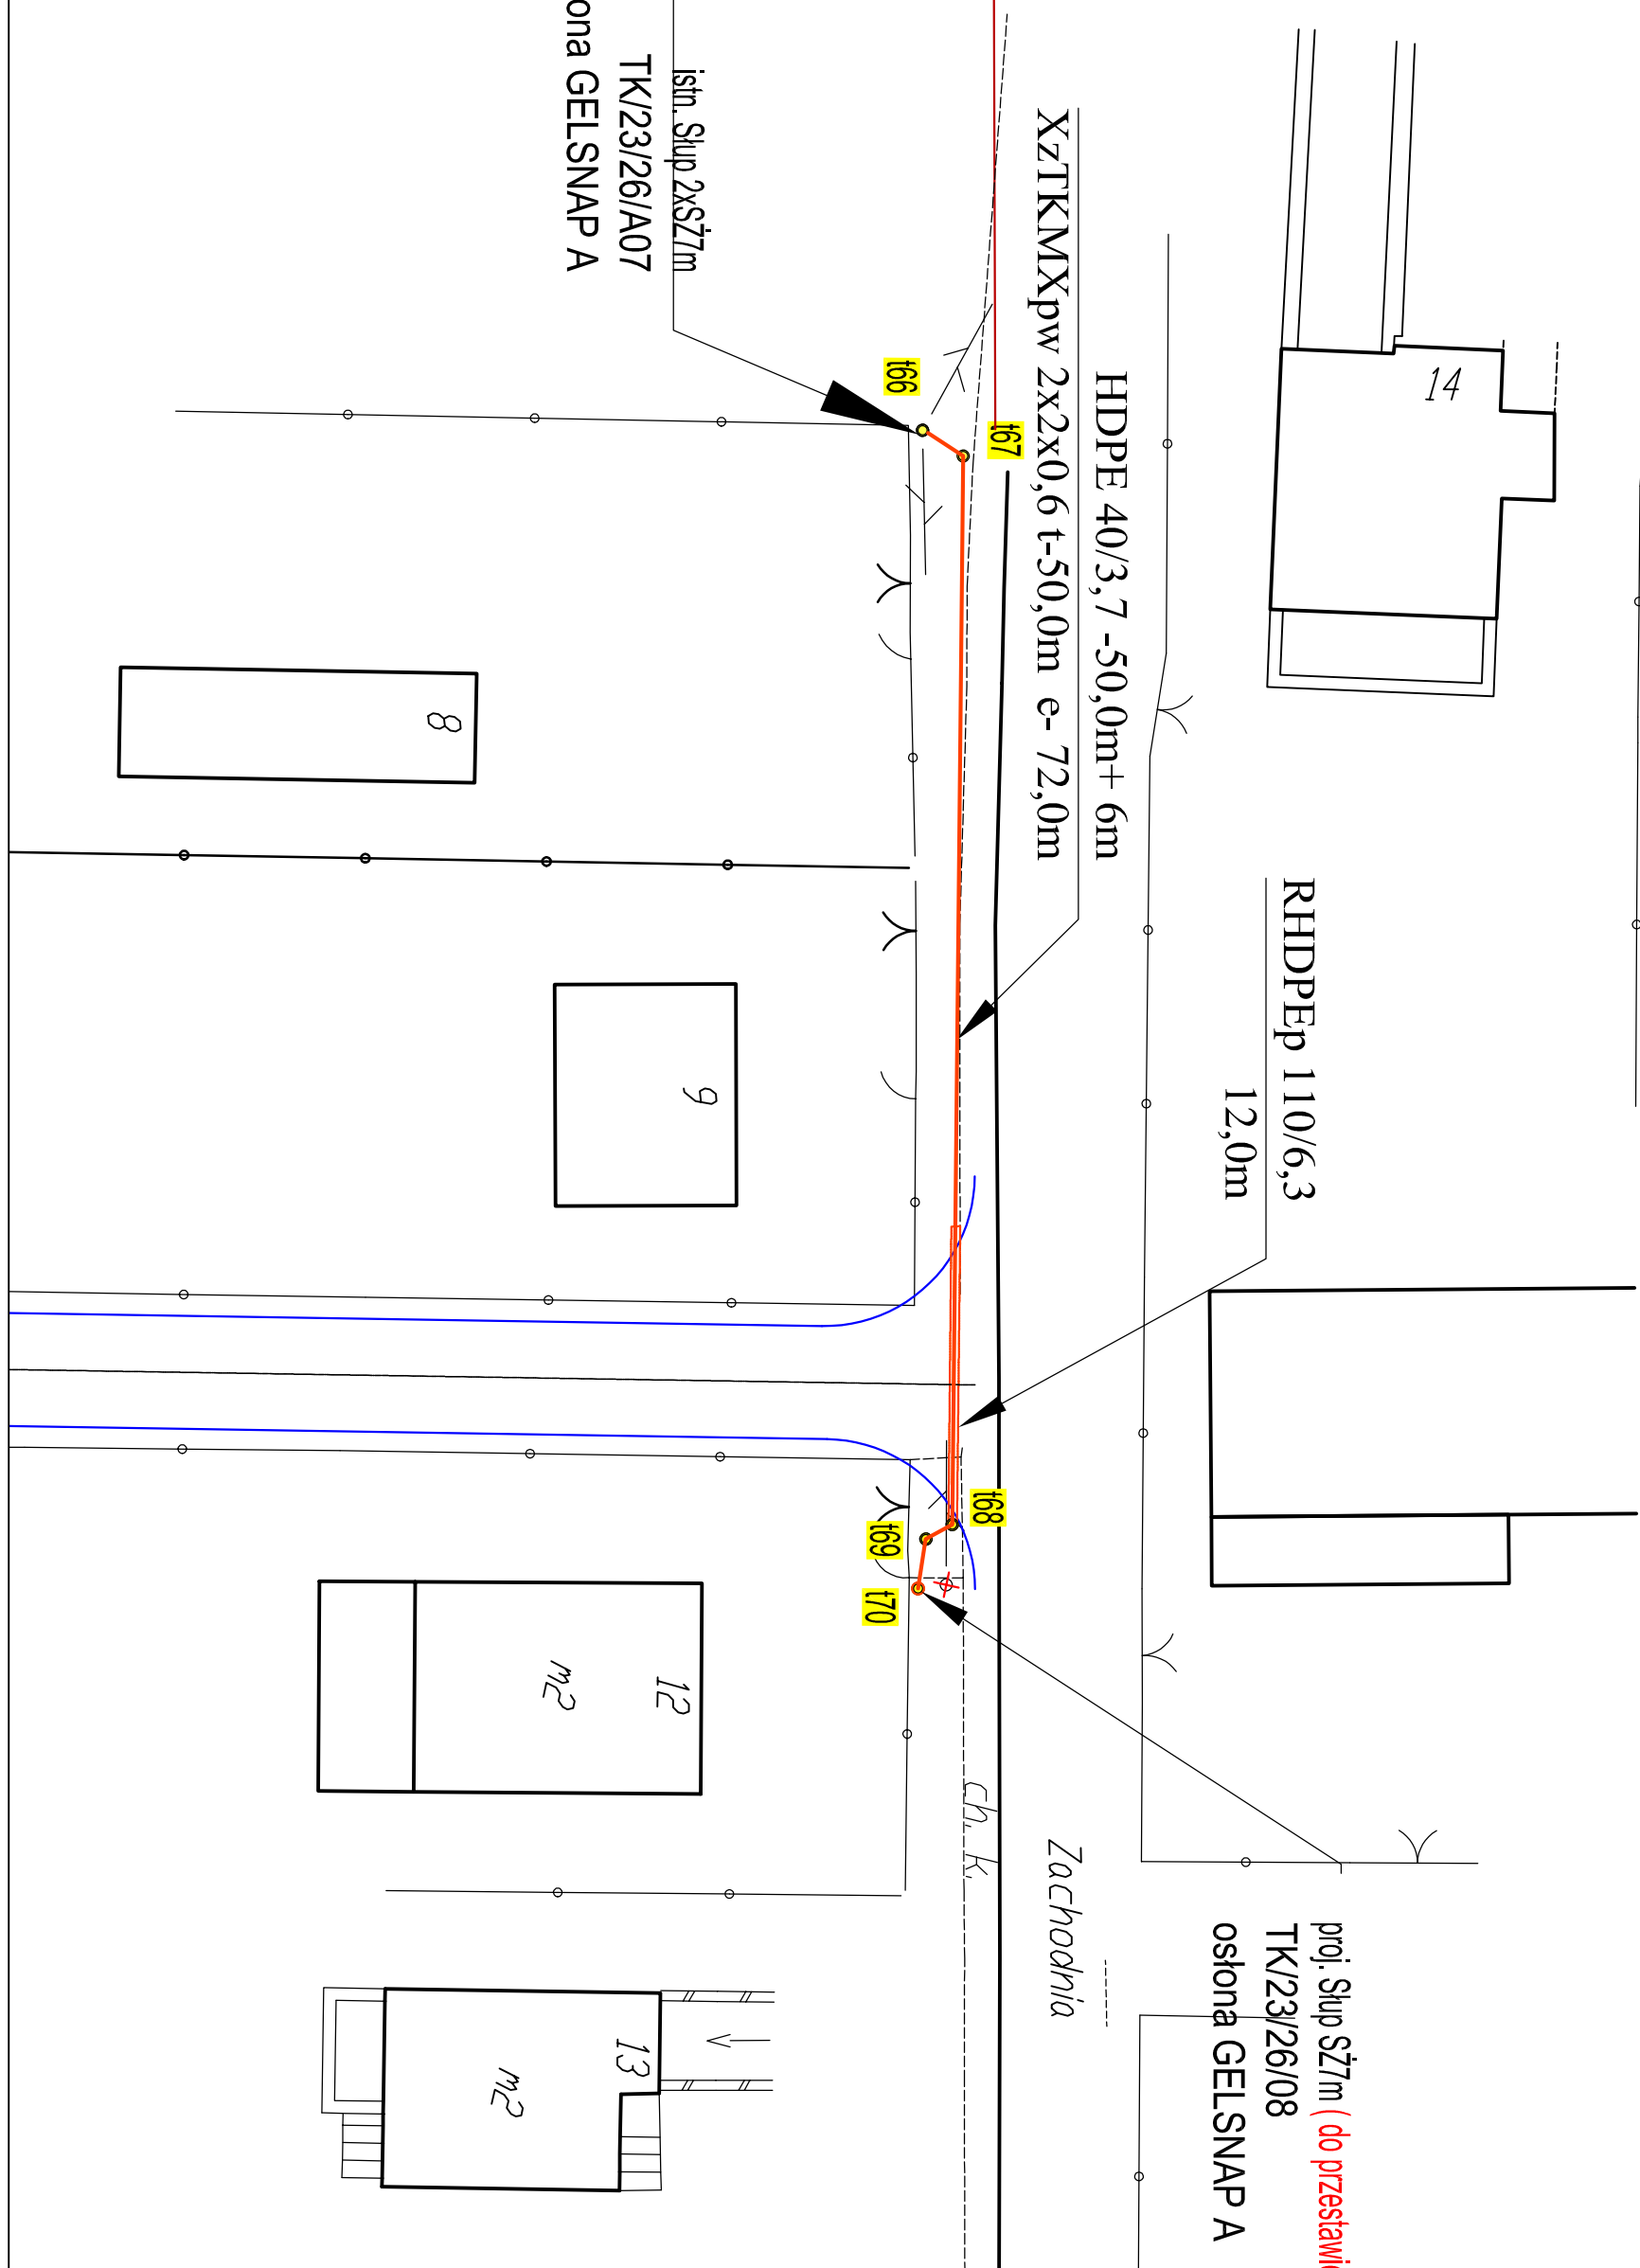 istn. Słup 2xSŻ7m
TK/23/26/A07
ona GELSNAP A
t66
t67
HDPE 40/3,7 -50,0m+ 6m
XzTKMXpw 2x2x0,6 t-50,0m e- 72,0m
14
8
9
RHDPEp 110/6,3
12,0m
t68
t69
t70
12
m2
ch. k.
Zachodnia
13
m2
proj. Słup SŻ7m ( do przestawi
TK/23/26/08
osłona GELSNAP A